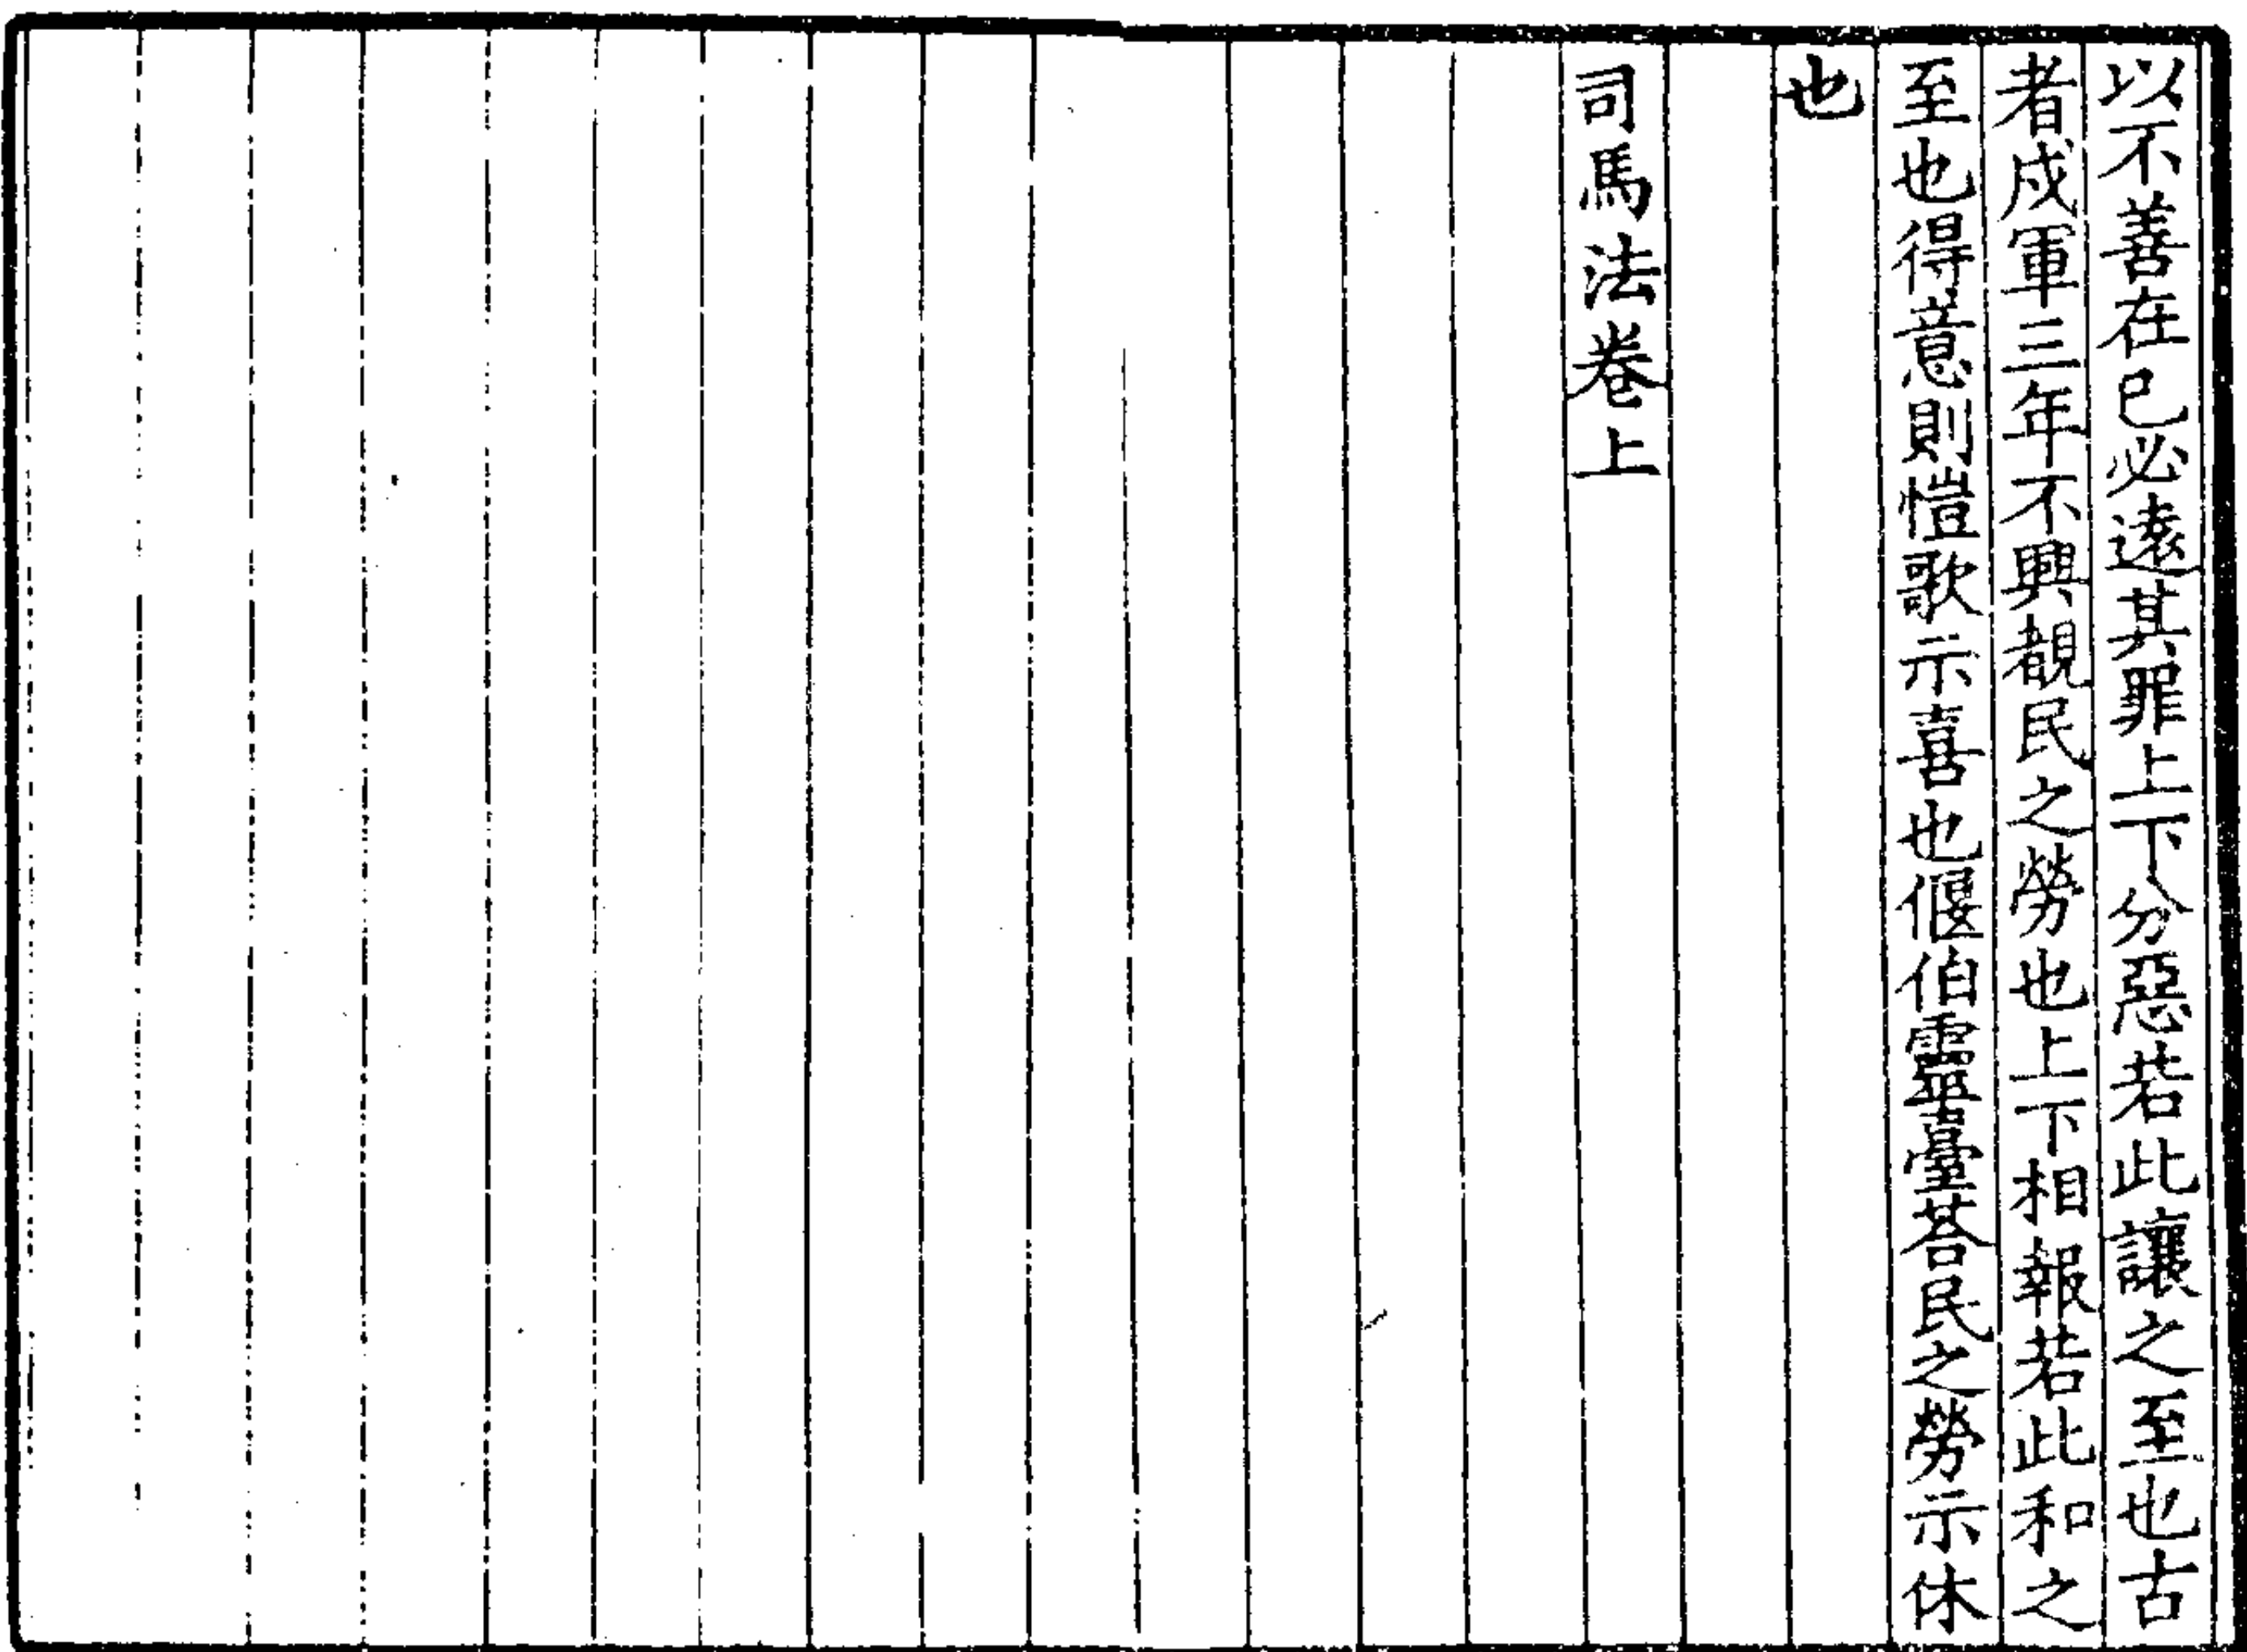 以不善在已必遠其罪上下分惡若此讓之至也古
者戍軍三年不興覩民之勞也上下相報若此和之
至也得意則愷歌示喜也偃伯靈臺荅民之勞示休
也
司馬法卷上